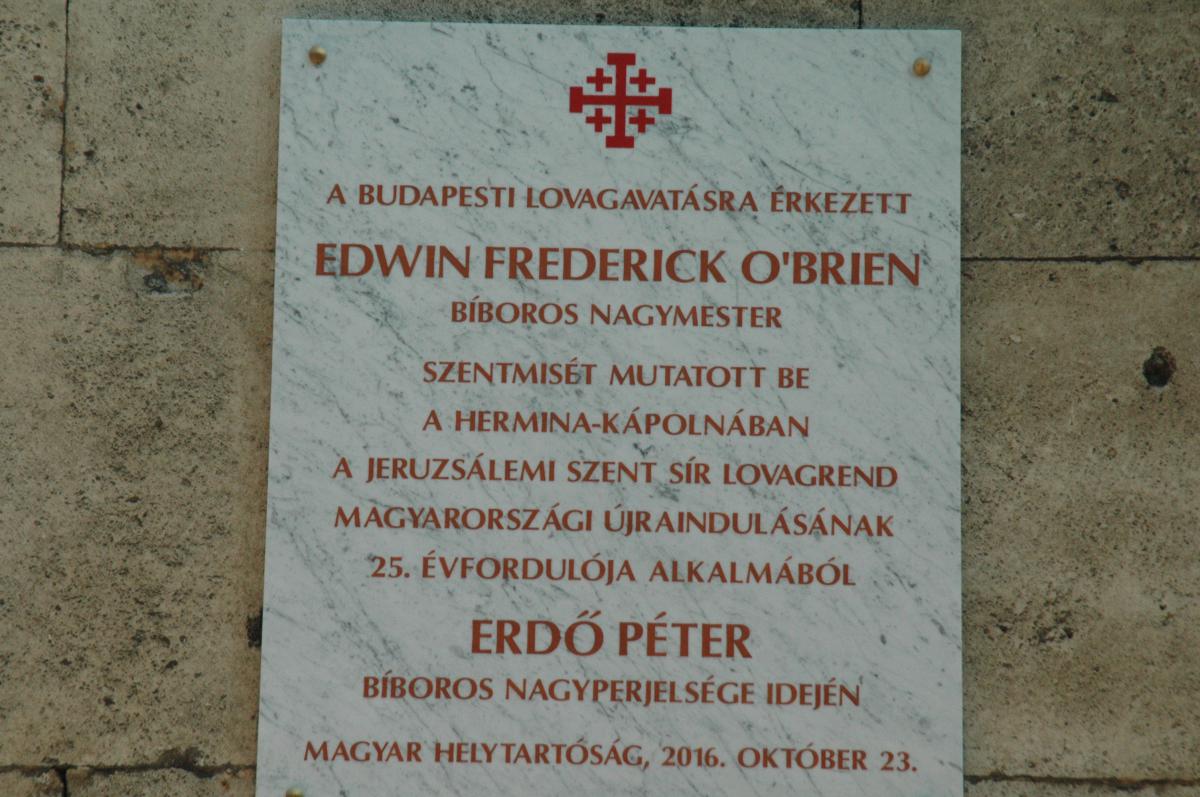 A BUDAPESTI LOVAGAVATÁSRA ÉRKEZETT
EDWIN FREDERICK O'BRIEN
BÍBOROS NAGYMESTER
SZENTMISÉT MUTATOTT BE
A HERMINA-KÁPOLNÁBAN
A JERUZSÁLEMI SZENT SÍR LOVAGREND
MAGYARORSZÁGI ÚJRAINDULÁSÁNAK
25. ÉVFORDULÓJA ALKALMÁBÓL
ERDŐ PÉTER
BÍBOROS NAGYPERJELSÉGE IDEJÉN
MAGYAR HELYTARTÓSÁG, 2016. OKTÓBER 23.